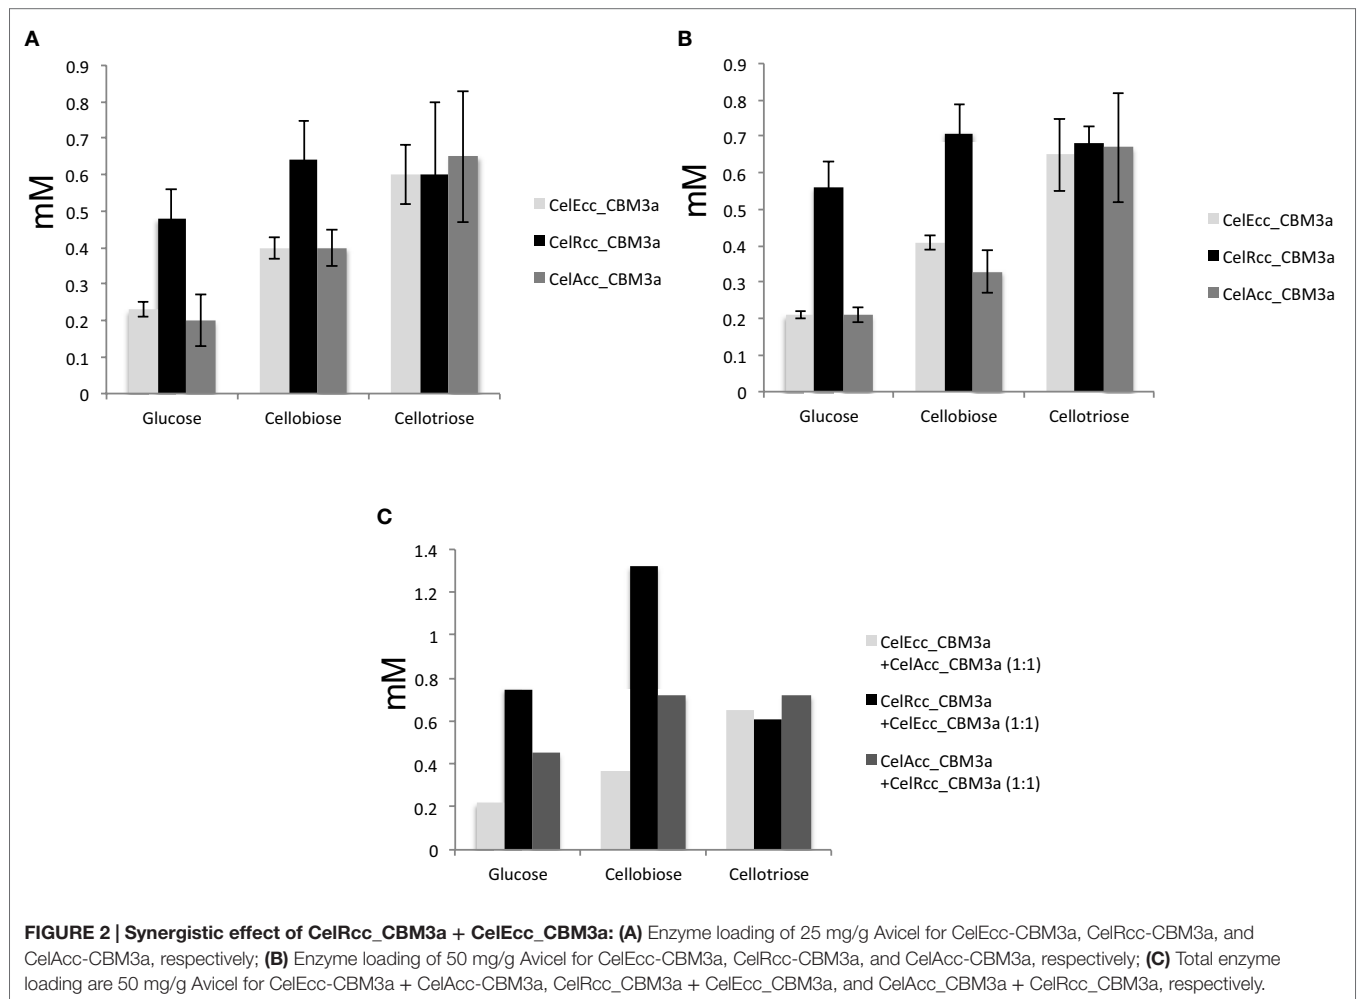 A
0.9
0.8
0.7
0.6
0.5
0.4
0.3
0.2
0.1
0
mM
Glucose
Cellobiose
Cellotriose
CelEcc_CBM3a
CelRcc_CBM3a
CelAcc_CBM3a
B
0.9
0.8
0.7
0.6
0.5
0.4
0.3
0.2
0.1
0
mM
Glucose
Cellobiose
Cellotriose
CelEcc_CBM3a
CelRcc_CBM3a
CelAcc_CBM3a
C
1.4
1.2
1
0.8
0.6
0.4
0.2
0
mM
Glucose
Cellobiose
Cellotriose
CelEcc_CBM3a
+CelAcc_CBM3a (1:1)
CelRcc_CBM3a
+CelEcc_CBM3a (1:1)
CelAcc_CBM3a
+CelRcc_CBM3a (1:1)
FIGURE 2 | Synergistic effect of CelRcc_CBM3a + CelEcc_CBM3a: (A) Enzyme loading of 25 mg/g Avicel for CelEcc-CBM3a, CelRcc-CBM3a, and
CelAcc-CBM3a, respectively; (B) Enzyme loading of 50 mg/g Avicel for CelEcc-CBM3a, CelRcc-CBM3a, and CelAcc-CBM3a, respectively; (C) Total enzyme
loading are 50 mg/g Avicel for CelEcc-CBM3a + CelAcc-CBM3a, CelRcc_CBM3a + CelEcc_CBM3a, and CelAcc_CBM3a + CelRcc_CBM3a, respectively.